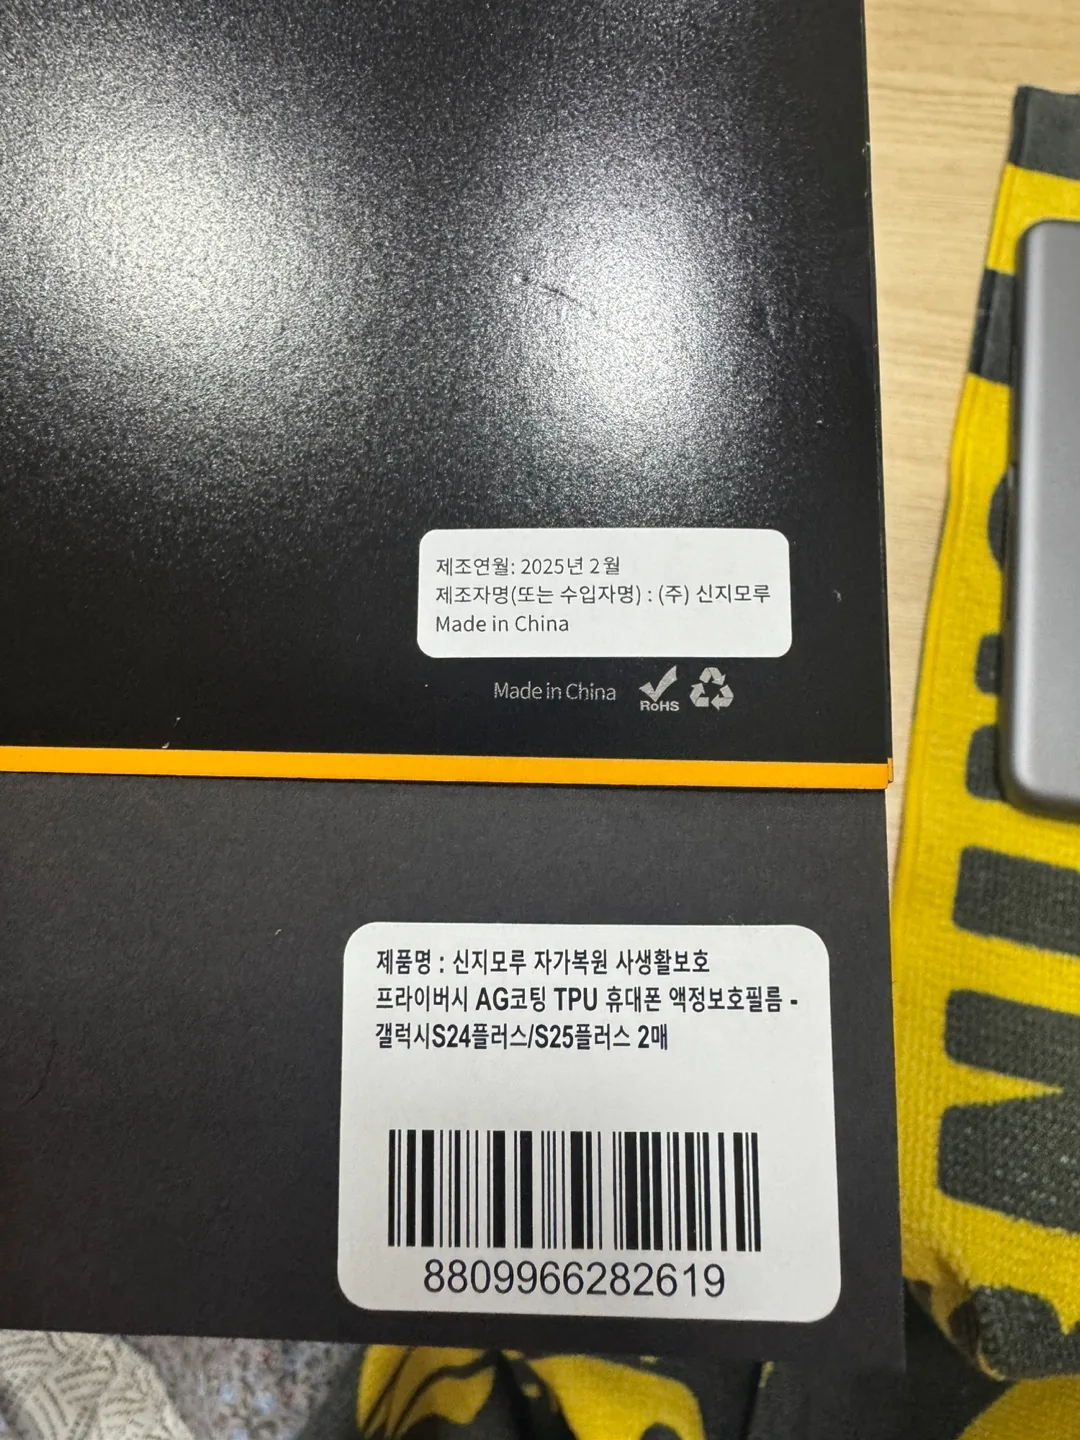 제조연월: 2025년 2월
제조자명(또는 수입자명) : (주) 신지모루
Made in China
Made in China
RoHS
제품명 : 신지모루 자가복원 사생활보호
프라이버시 AG코팅 TPU 휴대폰 액정보호필름 -
갤럭시S24플러스/S25플러스 2매
8809966282619